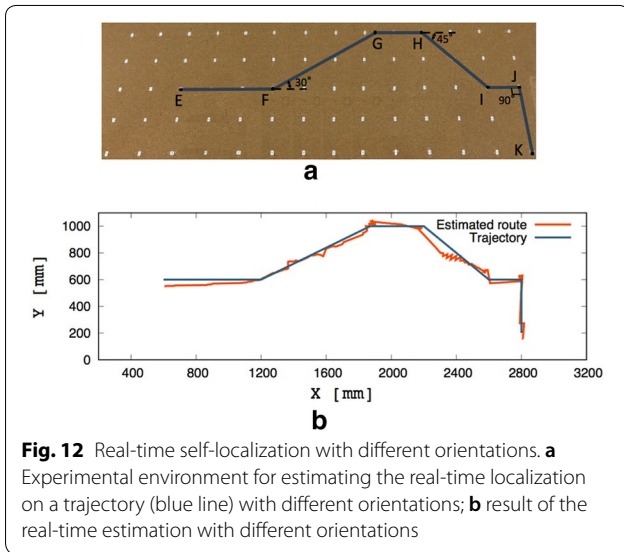 G H 45°
E F 30° I J
90°
K
a
Estimated route
Trajectory
Y [mm]
1000
800
600
400
200
0
400 800 1200 1600 2000 2400 2800 3200
X [mm]
b
Fig. 12 Real-time self-localization with different orientations. a
Experimental environment for estimating the real-time localization
on a trajectory (blue line) with different orientations; b result of the
real-time estimation with different orientations